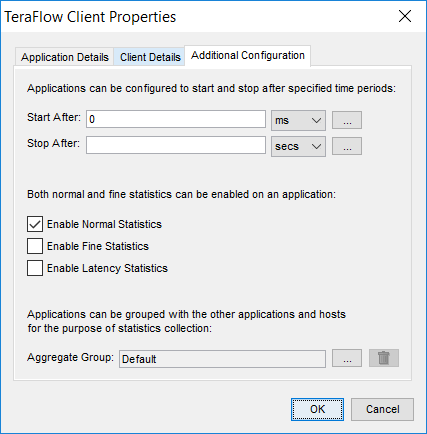 TeraFlow Client Properties
Application Details Client Details Additional Configuration
Applications can be configured to start and stop after specified time periods:
Start After: 0 ms ...
Stop After: secs ...
Both normal and fine statistics can be enabled on an application:
Enable Normal Statistics
Enable Fine Statistics
Enable Latency Statistics
Applications can be grouped with the other applications and hosts
for the purpose of statistics collection:
Aggregate Group: Default ...
OK Cancel